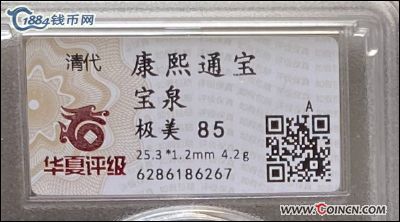 1884钱币网
清代
康熙通宝
宝泉
极美 85
25.3*1.2mm 4.2g
6286186267
华夏评级
A
www.COINCN.com